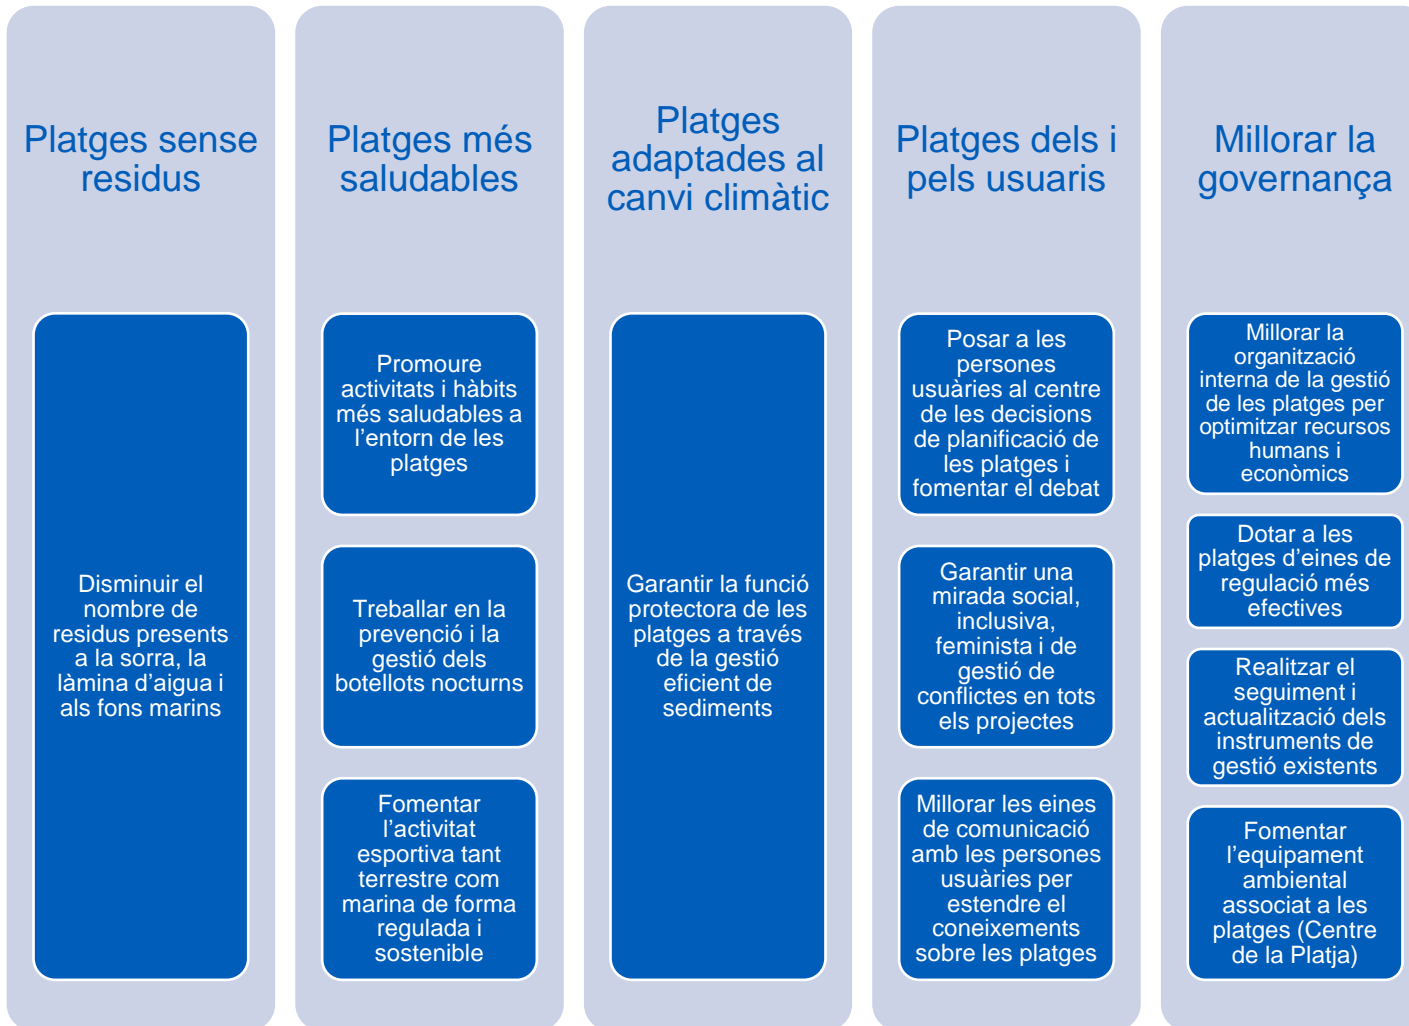 Platges sense
residus
Disminuir el
nombre de
residus presents
a la sorra, la
làmina d’aigua i
als fons marins
Platges més
saludables
Promoure
activitats i hàbits
més saludables a
l’entorn de les
platges
Treballar en la
prevenció i la
gestió dels
botellots nocturns
Fomentar
l’activitat
esportiva tant
terrestre com
marina de forma
regulada i
sostenible
Platges
adaptades al
canvi climàtic
Garantir la funció
protectora de les
platges a través
de la gestió
eficient de
sediments
Platges dels i
pels usuaris
Posar a les
persones
usuàries al centre
de les decisions
de planificació de
les platges i
fomentar el debat
Garantir una
mirada social,
inclusiva,
feminista i de
gestió de
conflictes en tots
els projectes
Millorar les eines
de comunicació
amb les persones
usuàries per
estendre el
coneixements
sobre les platges
Millorar la
governança
Millorar la
organització
interna de la gestió
de les platges per
optimitzar recursos
humans i
econòmics
Dotar a les
platges d’eines de
regulació més
efectives
Realitzar el
seguiment i
actualització dels
instruments de
gestió existents
Fomentar
l’equipament
ambiental
associat a les
platges (Centre
de la Platja)